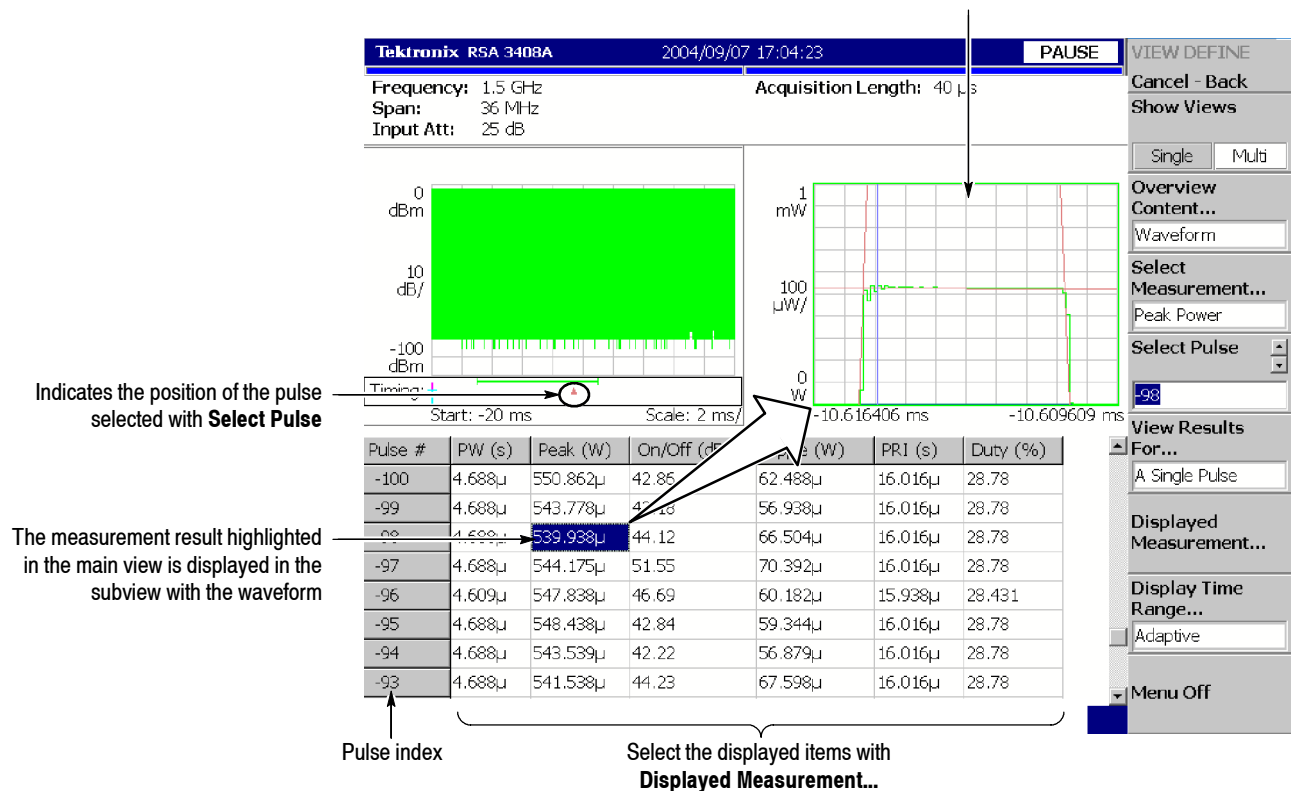 Tektronix RSA 3408A 2004/09/07 17:04:23 PAUSE
Frequency: 1.5 GHz
Span: 36 MHz
Input Att: 25 dB
Acquisition Length: 40 µs
0
dBm
10
dB/
-100
dBm
Timing:
Start: -20 ms Scale: 2 ms/
1
mW
100
µW/
0
W
-10.616406 ms -10.609609 ms
Pulse # PW (s) Peak (W) On/Off (dB) (W) PRI (s) Duty (%)
-100 4.688µ 550.862µ 42.86 62.488µ 16.016µ 28.78
-99 4.688µ 543.778µ 56.938µ 16.016µ 28.78
-98 4.688µ 539.938µ 44.12 66.504µ 16.016µ 28.78
-97 4.688µ 544.175µ 51.55 70.392µ 16.016µ 28.78
-96 4.609µ 547.838µ 46.69 60.182µ 15.938µ 28.431
-95 4.688µ 548.438µ 42.84 59.344µ 16.016µ 28.78
-94 4.688µ 543.539µ 42.22 56.879µ 16.016µ 28.78
-93 4.688µ 541.538µ 44.23 67.598µ 16.016µ 28.78
VIEW DEFINE
Cancel - Back
Show Views
Single Multi
Overview
Content...
Waveform
Select
Measurement...
Peak Power
Select Pulse
-98
View Results
For...
A Single Pulse
Displayed
Measurement...
Display Time
Range...
Adaptive
Menu Off
Indicates the position of the pulse
selected with Select Pulse
The measurement result highlighted
in the main view is displayed in the
subview with the waveform
Pulse index
Select the displayed items with
Displayed Measurement...